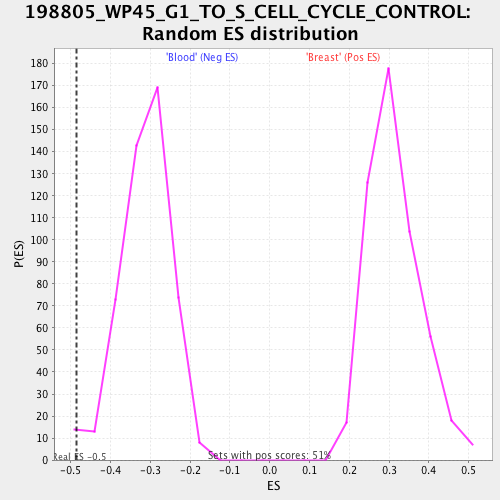 198805_WP45_G1_TO_S_CELL_CYCLE_CONTROL:
Random ES distribution
'Blood' (Neg ES)
'Breast' (Pos ES)
180
170
160
150
140
130
120
110
100
90
80
70
60
50
40
30
20
10
0
P(ES)
Real ES -0.5
Sets with pos scores: 51%
-0.5 -0.4 -0.3 -0.2 -0.1 0.0 0.1 0.2 0.3 0.4 0.5
ES